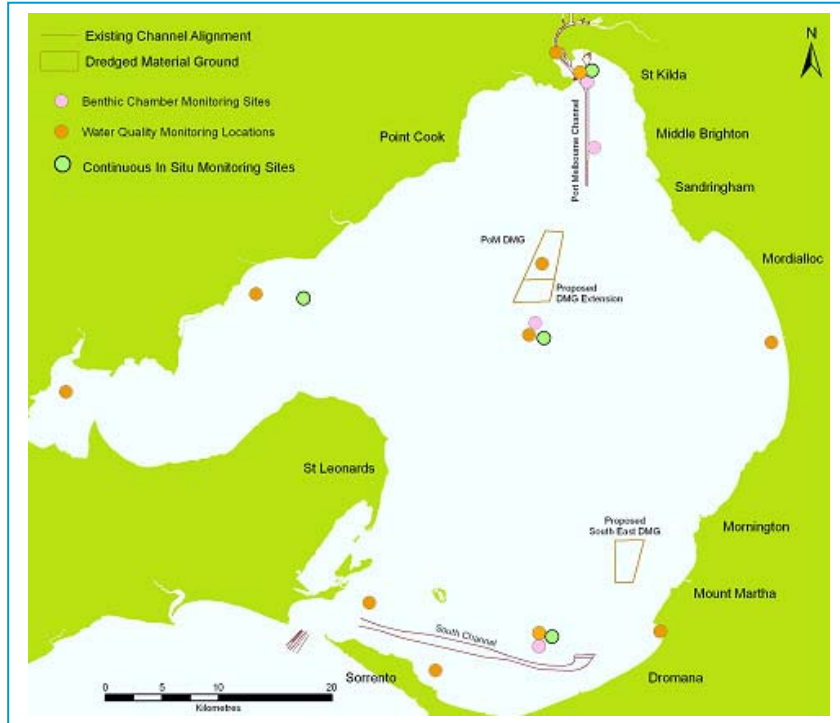 Existing Channel Alignment
Dredged Material Ground
Benthic Chamber Monitoring Sites
Water Quality Monitoring Locations
Continuous In Situ Monitoring Sites
N
St Kilda
Point Cook
Port Melbourne Channel
Middle Brighton
Sandringham
PoM DMG
Mordialloc
Proposed
DMG Extension
St Leonards
Proposed
South East DMG
Mornington
Mount Martha
South Channel
Sorrento
Dromana
0 5 10 20
Kilometres